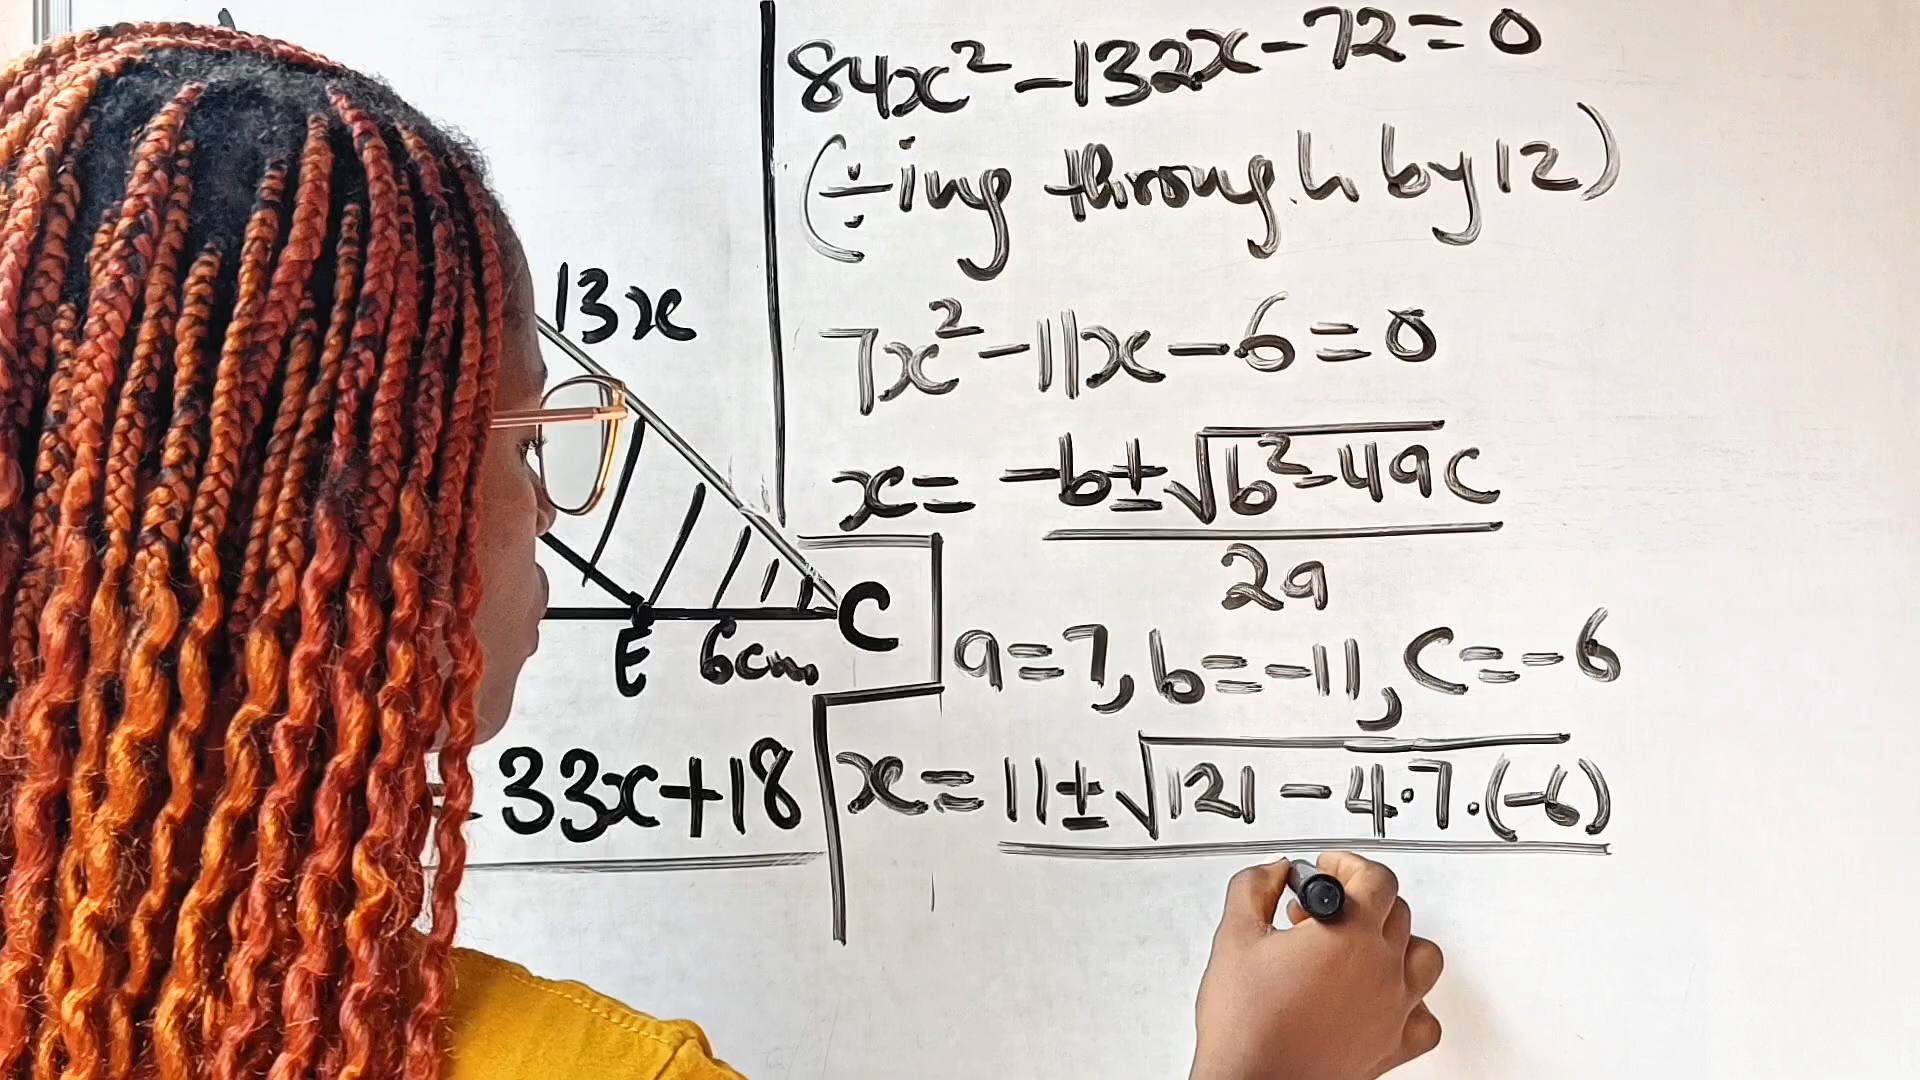 13x
E 6cm C
= 33x+18
84x² -132x-72=0
(÷ing through by 12)
7x²-11x-6=0
x= -b±√b²-4ac
2a
a=7, b=-11, c=-6
x= 11±√121-4·7·(-6)